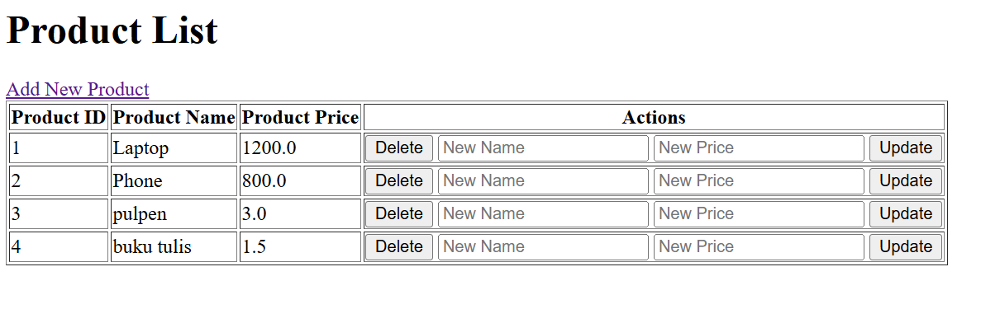 Product List
Add New Product
Product ID Product Name Product Price Actions
1 Laptop 1200.0 Delete New Name New Price Update
2 Phone 800.0 Delete New Name New Price Update
3 pulpen 3.0 Delete New Name New Price Update
4 buku tulis 1.5 Delete New Name New Price Update